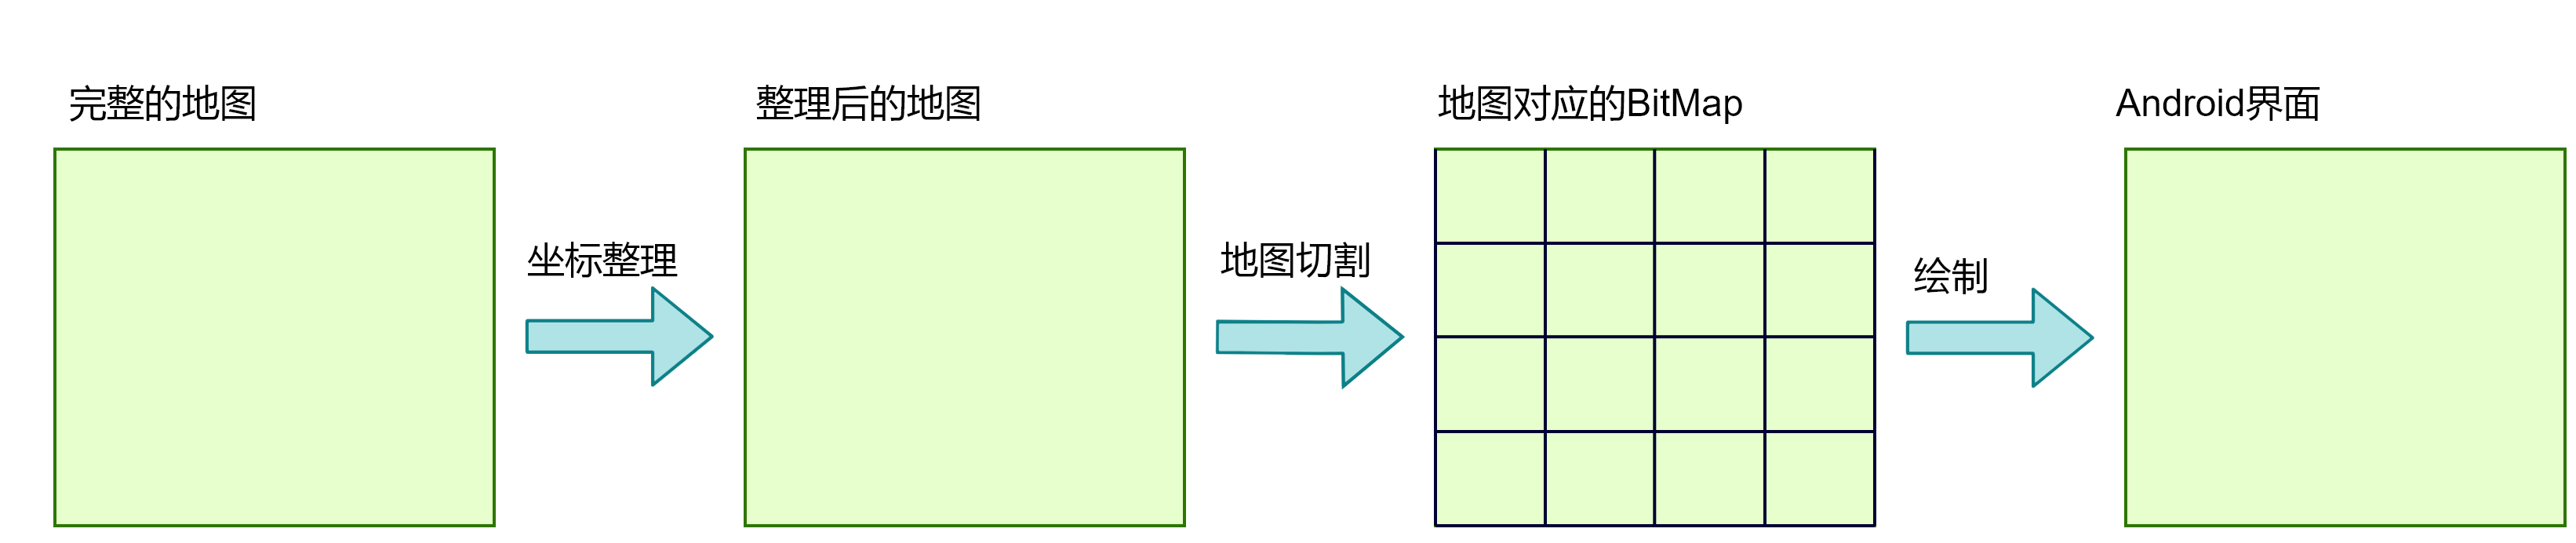 完整的地图
整理后的地图
地图对应的BitMap
Android界面
坐标整理
地图切割
绘制